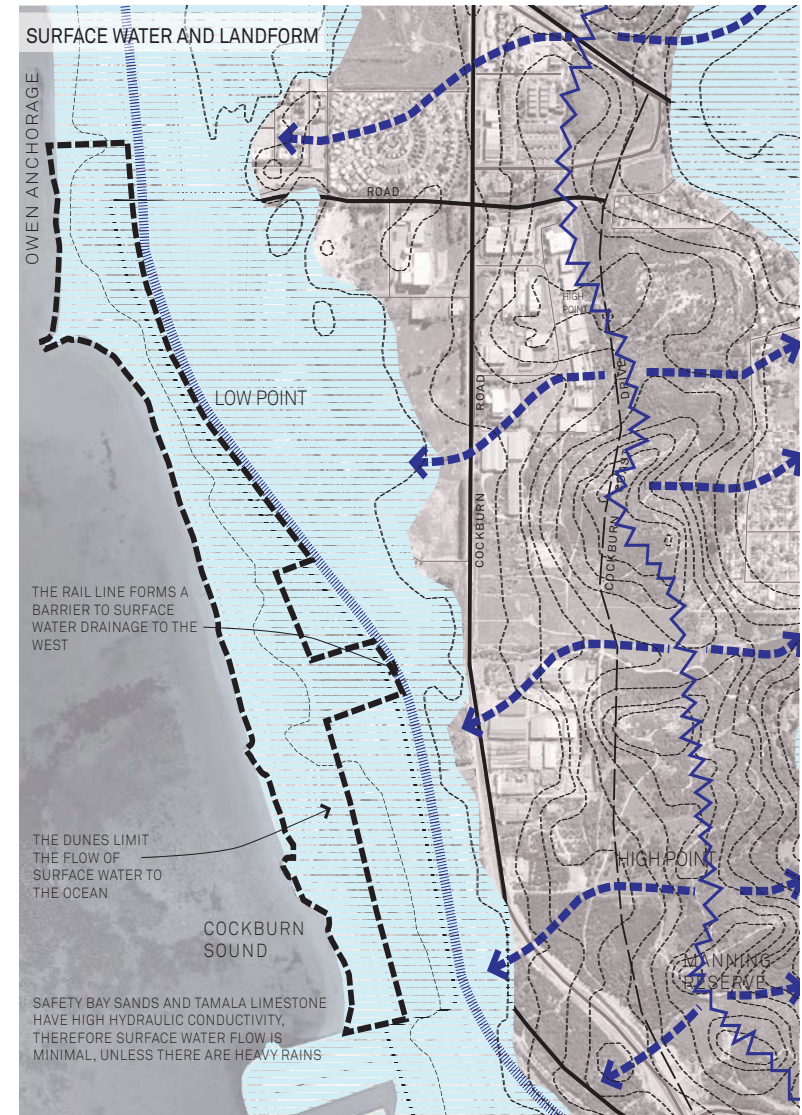 SURFACE WATER AND LANDFORM
OWEN ANCHORAGE
ROAD
HIGH
POINT
LOW POINT
DRIVE
ROAD
COCKBURN
COCKBURN
THE RAIL LINE FORMS A
BARRIER TO SURFACE
WATER DRAINAGE TO THE
WEST
THE DUNES LIMIT
THE FLOW OF
SURFACE WATER TO
THE OCEAN
HIGH POINT
COCKBURN
SOUND
MANNING
RESERVE
SAFETY BAY SANDS AND TAMALA LIMESTONE
HAVE HIGH HYDRAULIC CONDUCTIVITY,
THEREFORE SURFACE WATER FLOW IS
MINIMAL, UNLESS THERE ARE HEAVY RAINS